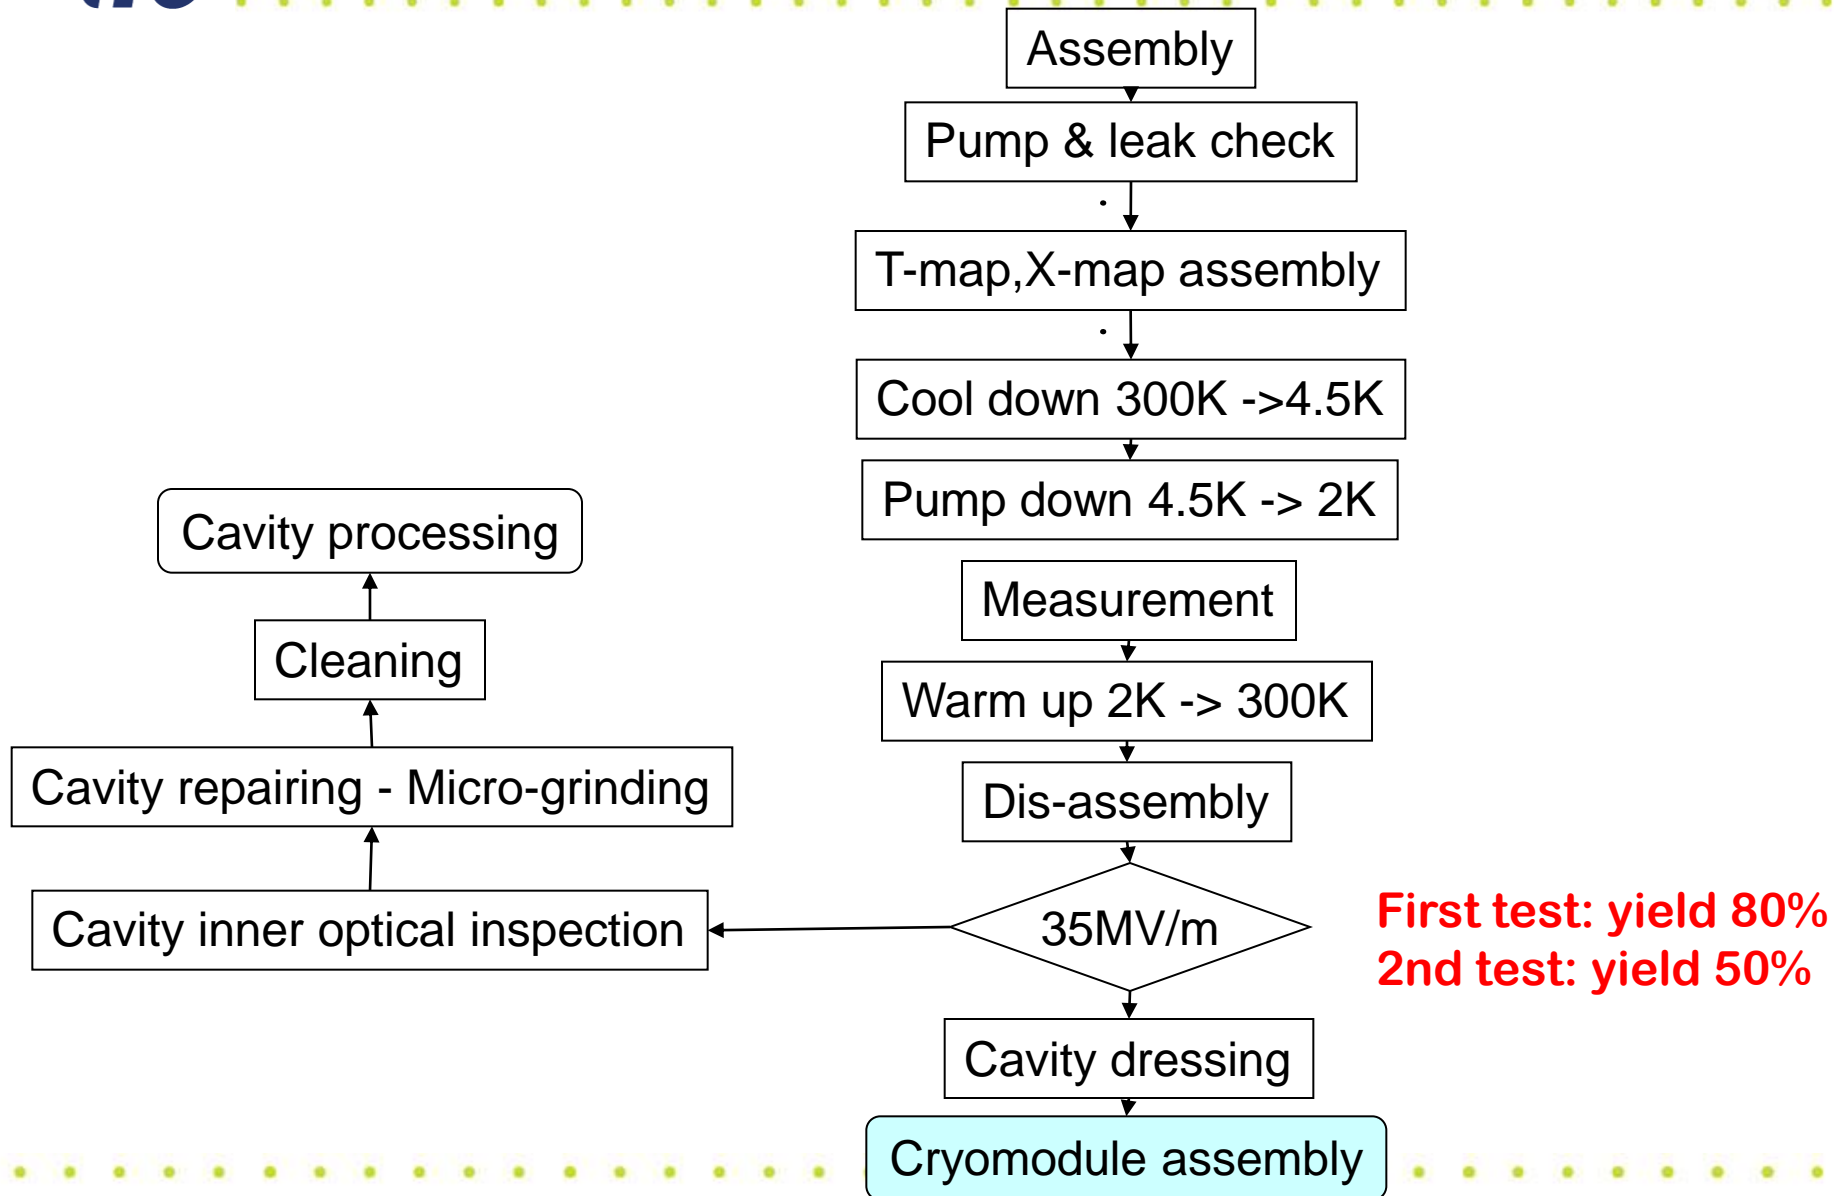 Assembly
Pump & leak check
T-map,X-map assembly
Cool down 300K ->4.5K
Pump down 4.5K -> 2K
Measurement
Warm up 2K -> 300K
Dis-assembly
35MV/m
First test: yield 80%
2nd test: yield 50%
Cavity dressing
Cryomodule assembly
Cavity processing
Cleaning
Cavity repairing - Micro-grinding
Cavity inner optical inspection